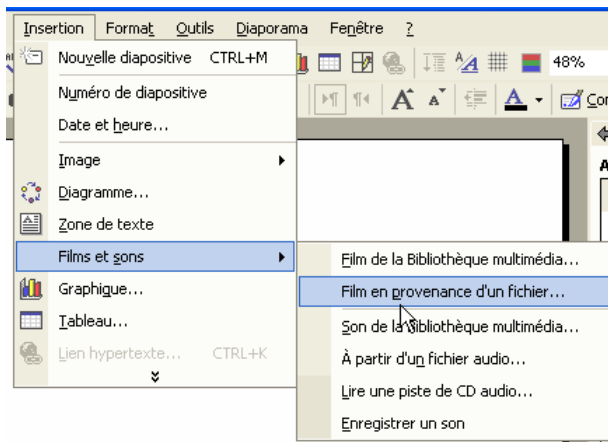 Insertion Format Outils Diaporama Fenêtre ?
Nouvelle diapositive CTRL+M
48%
Numéro de diapositive
Date et heure...
Image
Diagramme...
Zone de texte
Films et sons
Film de la Bibliothèque multimédia...
Graphique...
Film en provenance d'un fichier...
Tableau...
Son de la Bibliothèque multimédia...
Lien hypertexte... CTRL+K
À partir d'un fichier audio...
Lire une piste de CD audio...
Enregistrer un son